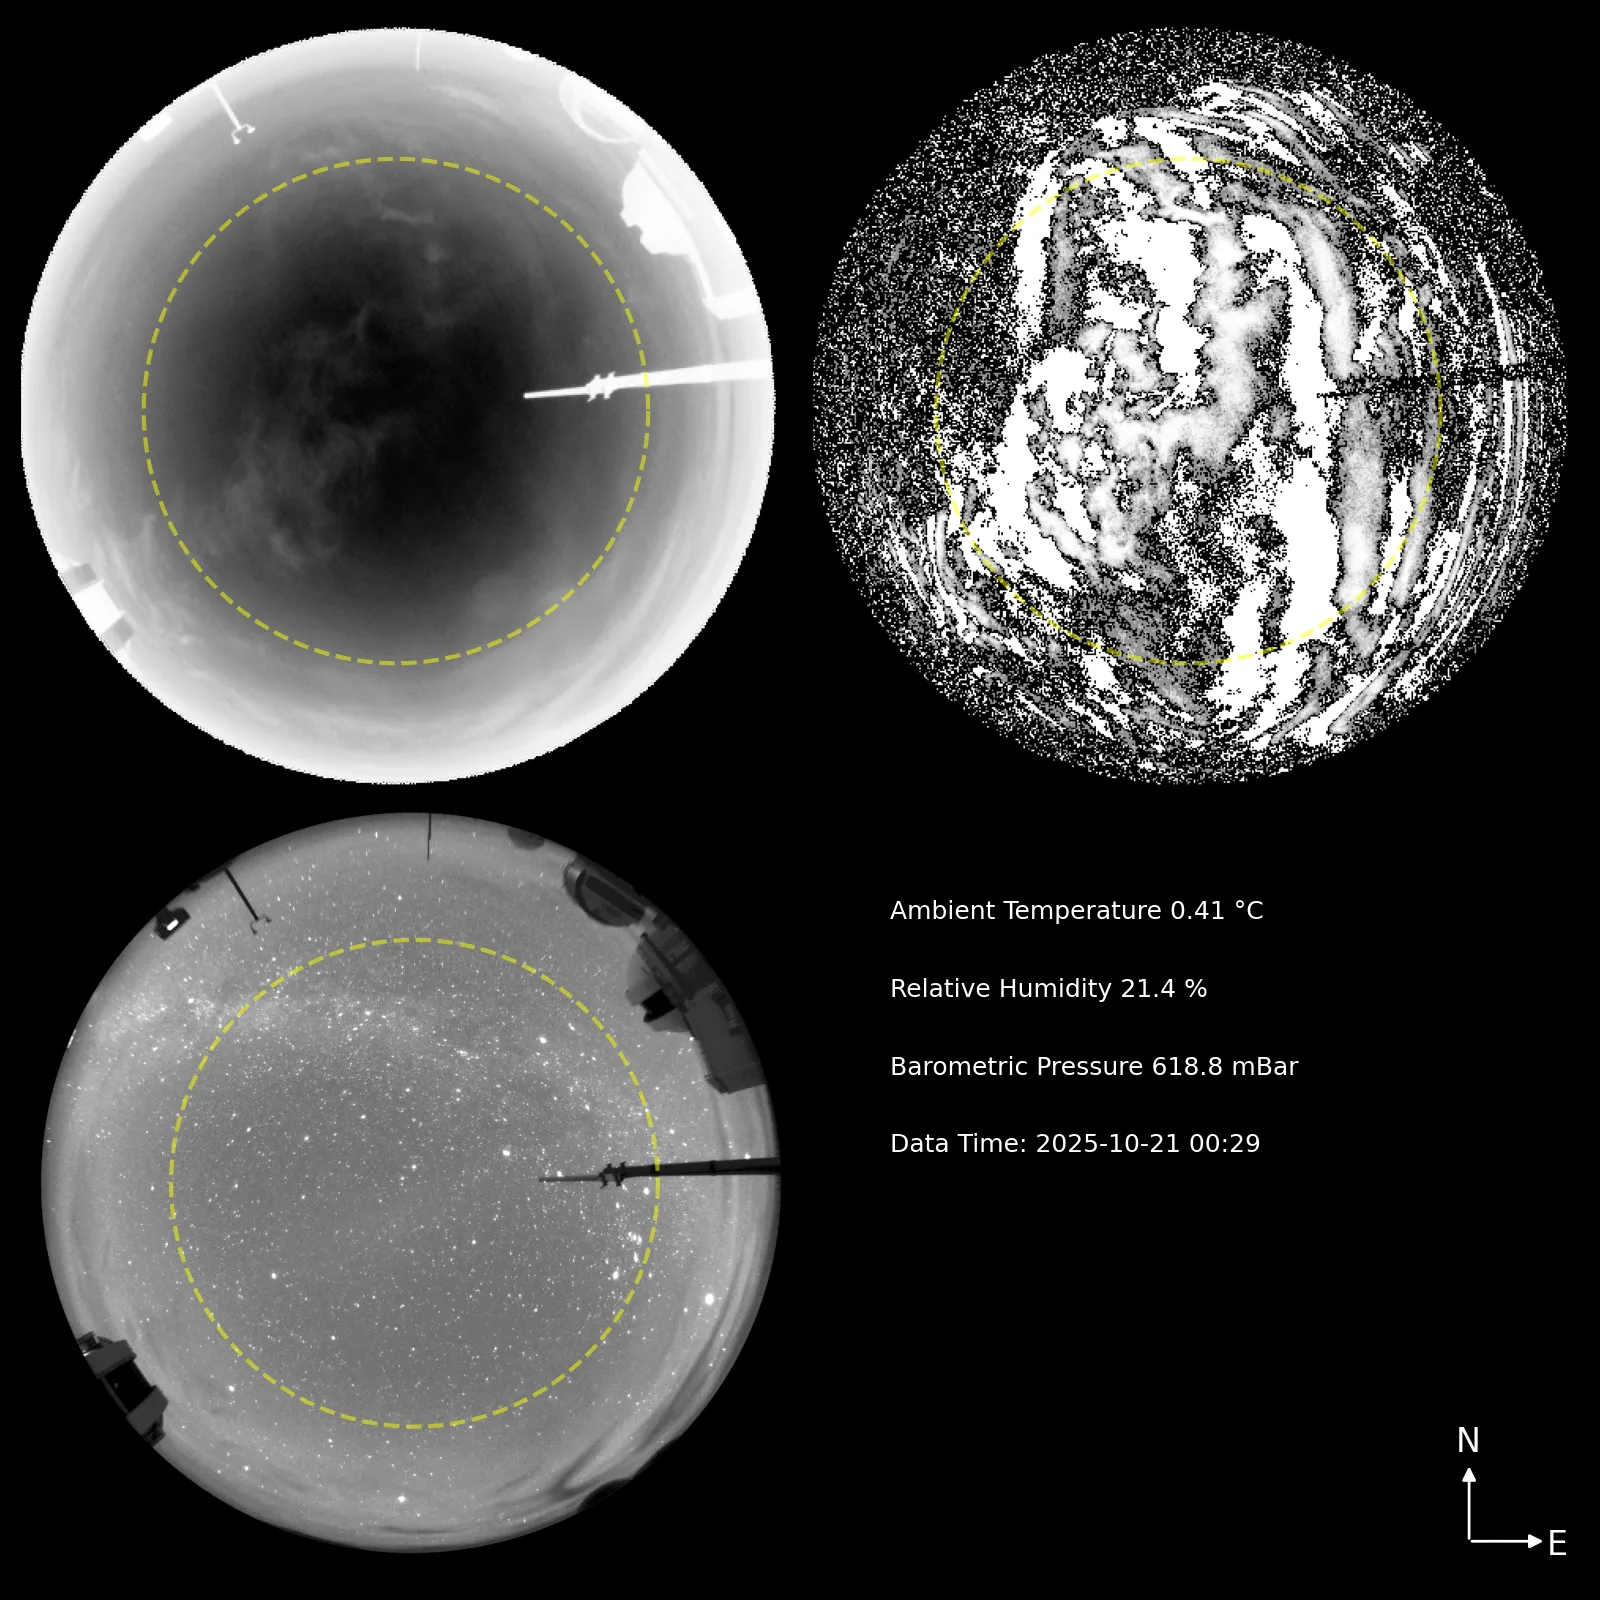 Ambient Temperature 0.41 °C
Relative Humidity 21.4 %
Barometric Pressure 618.8 mBar
Data Time: 2025-10-21 00:29
N
E